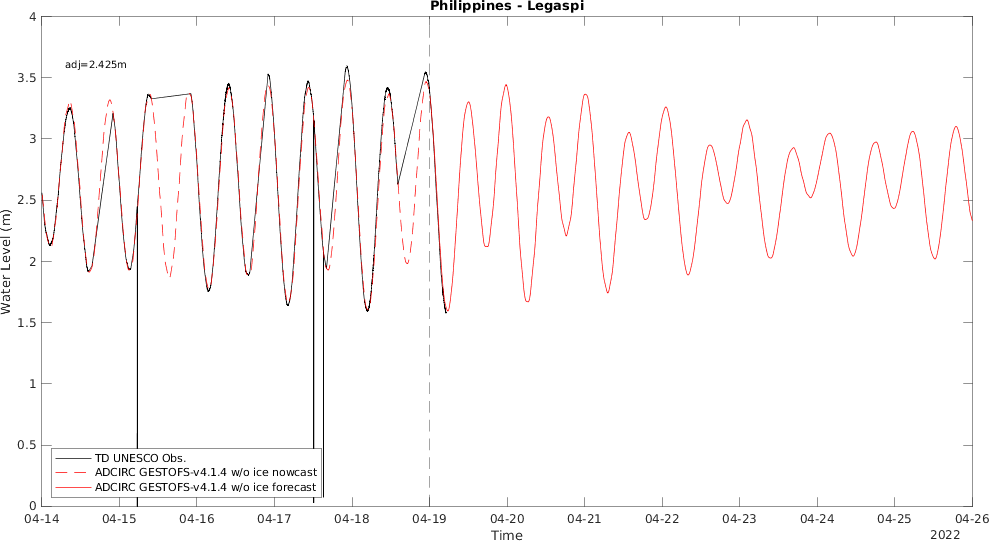 Philippines - Legaspi
4
adj=2.425m
3.5
3
2.5
2
1.5
1
0.5
0
Water Level (m)
TD UNESCO Obs.
ADCIRC GESTOFS-v4.1.4 w/o ice nowcast
ADCIRC GESTOFS-v4.1.4 w/o ice forecast
04-14 04-15 04-16 04-17 04-18 04-19 04-20 04-21 04-22 04-23 04-24 04-25 04-26
Time
2022